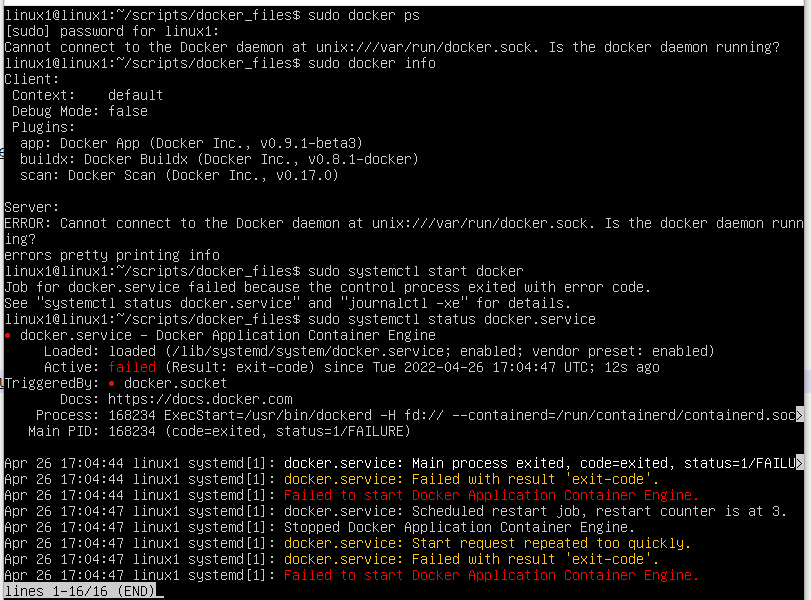 linux1@linux1:~/scripts/docker_files$ sudo docker ps
[sudo] password for linux1:
Cannot connect to the Docker daemon at unix:///var/run/docker.sock. Is the docker daemon running?
linux1@linux1:~/scripts/docker_files$ sudo docker info
Client:
 Context:    default
 Debug Mode: false
 Plugins:
  app: Docker App (Docker Inc., v0.9.1-beta3)
  buildx: Docker Buildx (Docker Inc., v0.8.1-docker)
  scan: Docker Scan (Docker Inc., v0.17.0)

Server:
ERROR: Cannot connect to the Docker daemon at unix:///var/run/docker.sock. Is the docker daemon runn
ing?
errors pretty printing info
linux1@linux1:~/scripts/docker_files$ sudo systemctl start docker
Job for docker.service failed because the control process exited with error code.
See "systemctl status docker.service" and "journalctl -xe" for details.
linux1@linux1:~/scripts/docker_files$ sudo systemctl status docker.service
● docker.service - Docker Application Container Engine
     Loaded: loaded (/lib/systemd/system/docker.service; enabled; vendor preset: enabled)
     Active: failed (Result: exit-code) since Tue 2022-04-26 17:04:47 UTC; 12s ago
TriggeredBy: ● docker.socket
       Docs: https://docs.docker.com
    Process: 168234 ExecStart=/usr/bin/dockerd -H fd:// --containerd=/run/containerd/containerd.soc>
   Main PID: 168234 (code=exited, status=1/FAILURE)

Apr 26 17:04:44 linux1 systemd[1]: docker.service: Main process exited, code=exited, status=1/FAILU>
Apr 26 17:04:44 linux1 systemd[1]: docker.service: Failed with result 'exit-code'.
Apr 26 17:04:44 linux1 systemd[1]: Failed to start Docker Application Container Engine.
Apr 26 17:04:47 linux1 systemd[1]: docker.service: Scheduled restart job, restart counter is at 3.
Apr 26 17:04:47 linux1 systemd[1]: Stopped Docker Application Container Engine.
Apr 26 17:04:47 linux1 systemd[1]: docker.service: Start request repeated too quickly.
Apr 26 17:04:47 linux1 systemd[1]: docker.service: Failed with result 'exit-code'.
Apr 26 17:04:47 linux1 systemd[1]: Failed to start Docker Application Container Engine.
lines 1-16/16 (END)